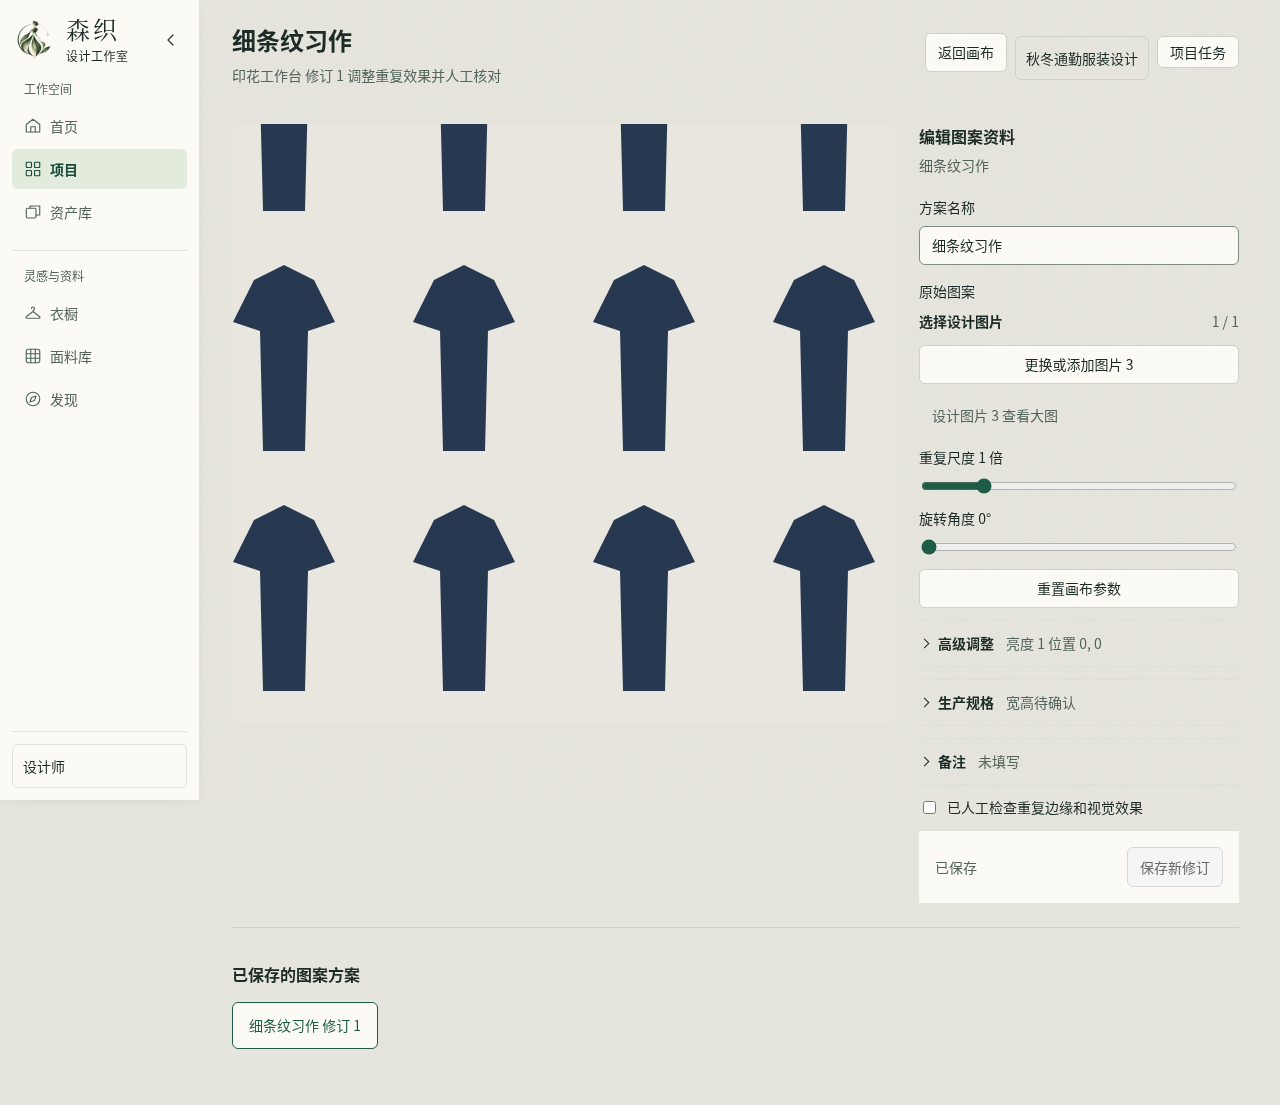 森织
设计工作室
工作空间
首页
项目
资产库
灵感与资料
衣橱
面料库
发现
设计师
细条纹习作
印花工作台 修订 1 调整重复效果并人工核对
返回画布
秋冬通勤服装设计
项目任务
编辑图案资料
细条纹习作
方案名称
细条纹习作
原始图案
选择设计图片 1 / 1
更换或添加图片 3
设计图片 3 查看大图
重复尺度 1 倍
旋转角度 0°
重置画布参数
高级调整 亮度 1 位置 0, 0
生产规格 宽高待确认
备注 未填写
已人工检查重复边缘和视觉效果
已保存 保存新修订
已保存的图案方案
细条纹习作 修订 1